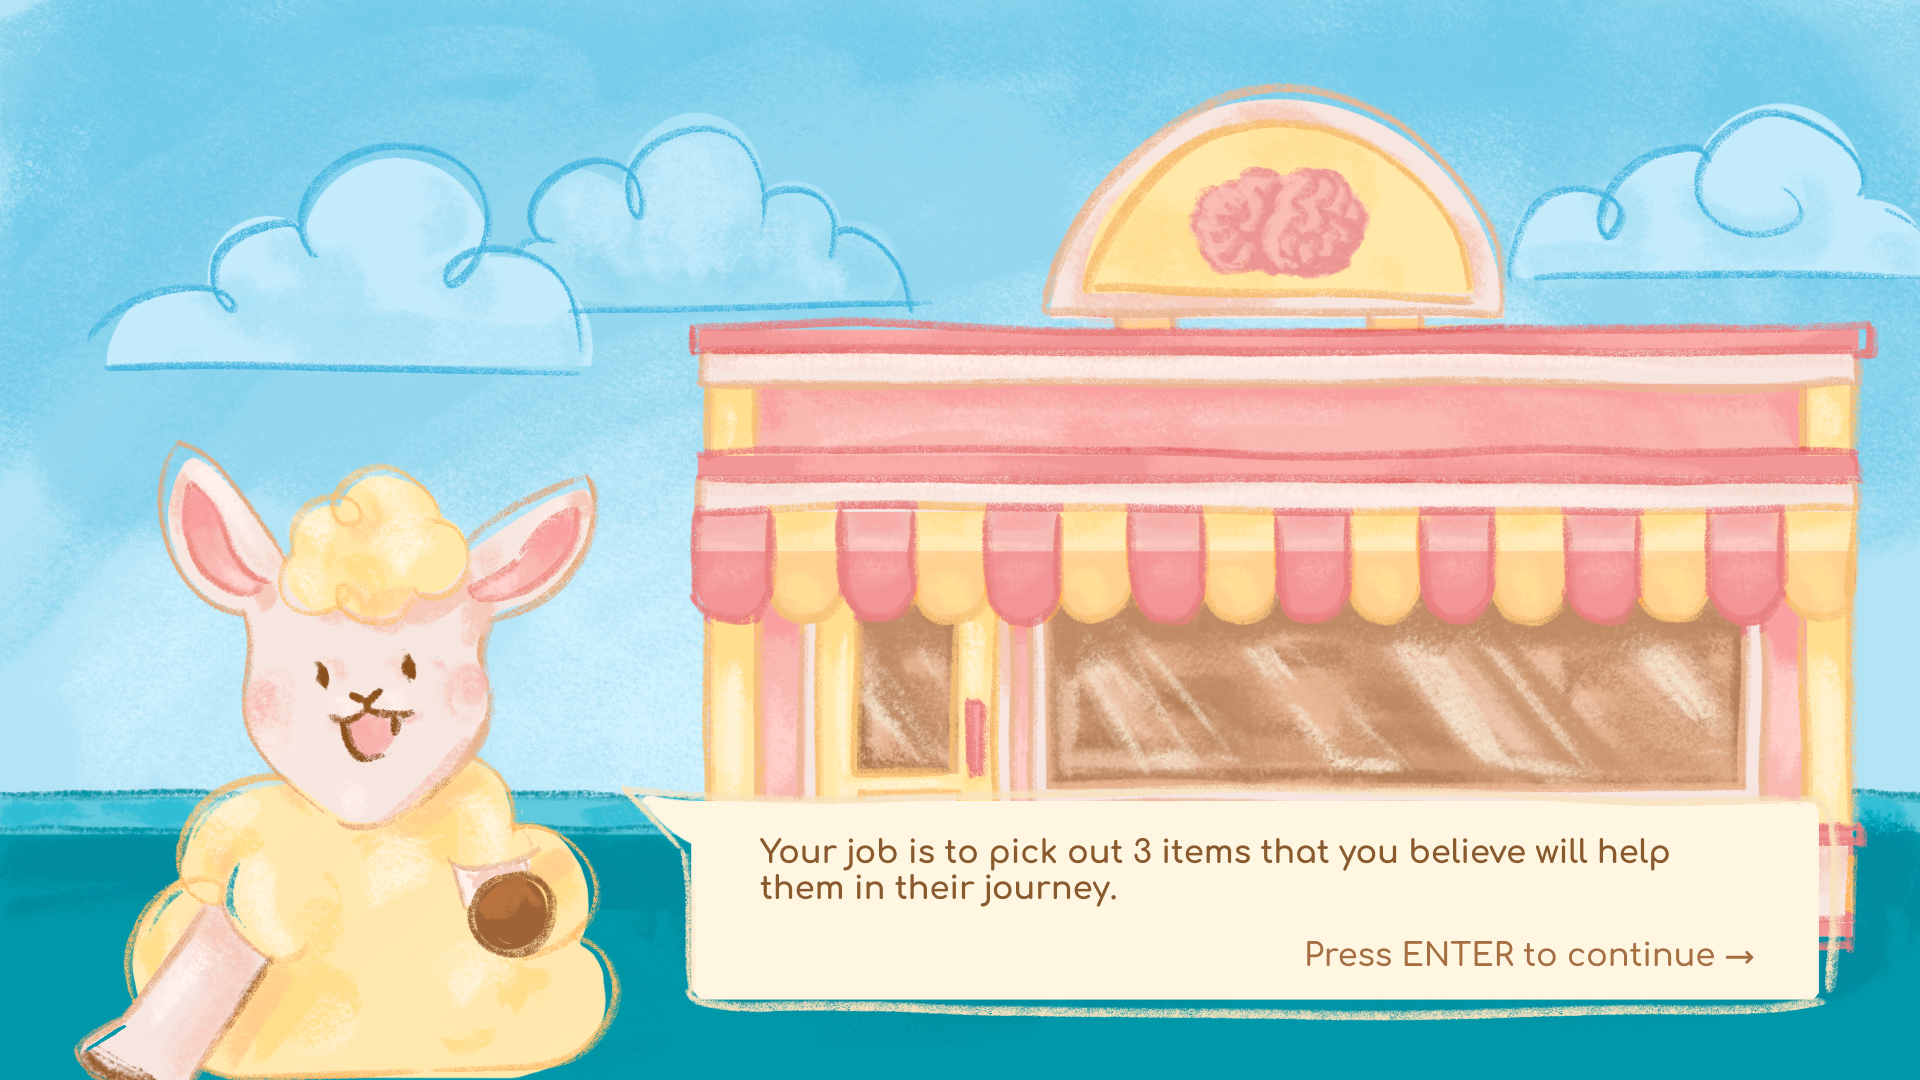 Your job is to pick out 3 items that you believe will help
them in their journey.
Press ENTER to continue →